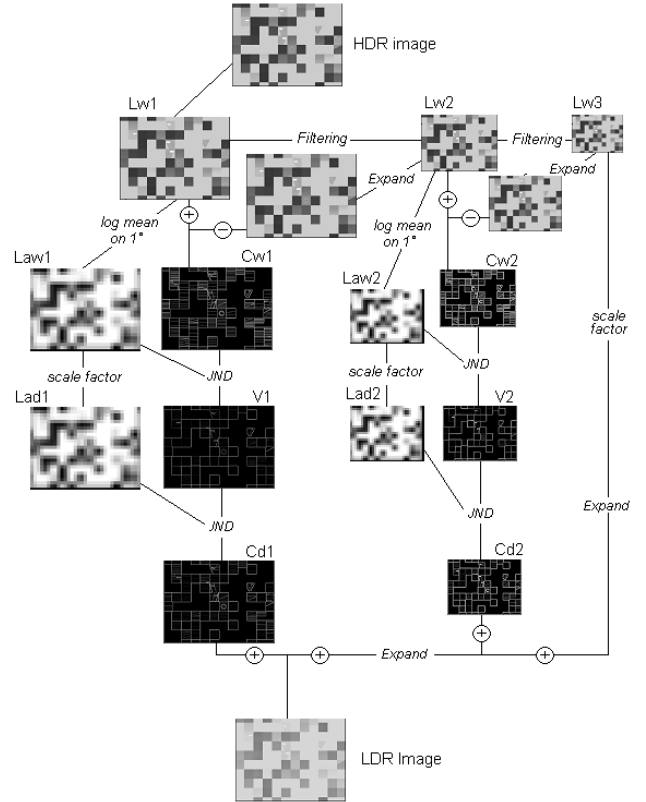 HDR image
Lw1
Lw2
Lw3
Filtering
Filtering
Expand
Expand
log mean
on 1°
log mean
on 1°
Law1
Cw1
Law2
Cw2
scale
factor
scale factor
JND
JND
scale factor
Lad1
V1
Lad2
V2
Expand
JND
JND
Cd1
Cd2
Expand
LDR Image